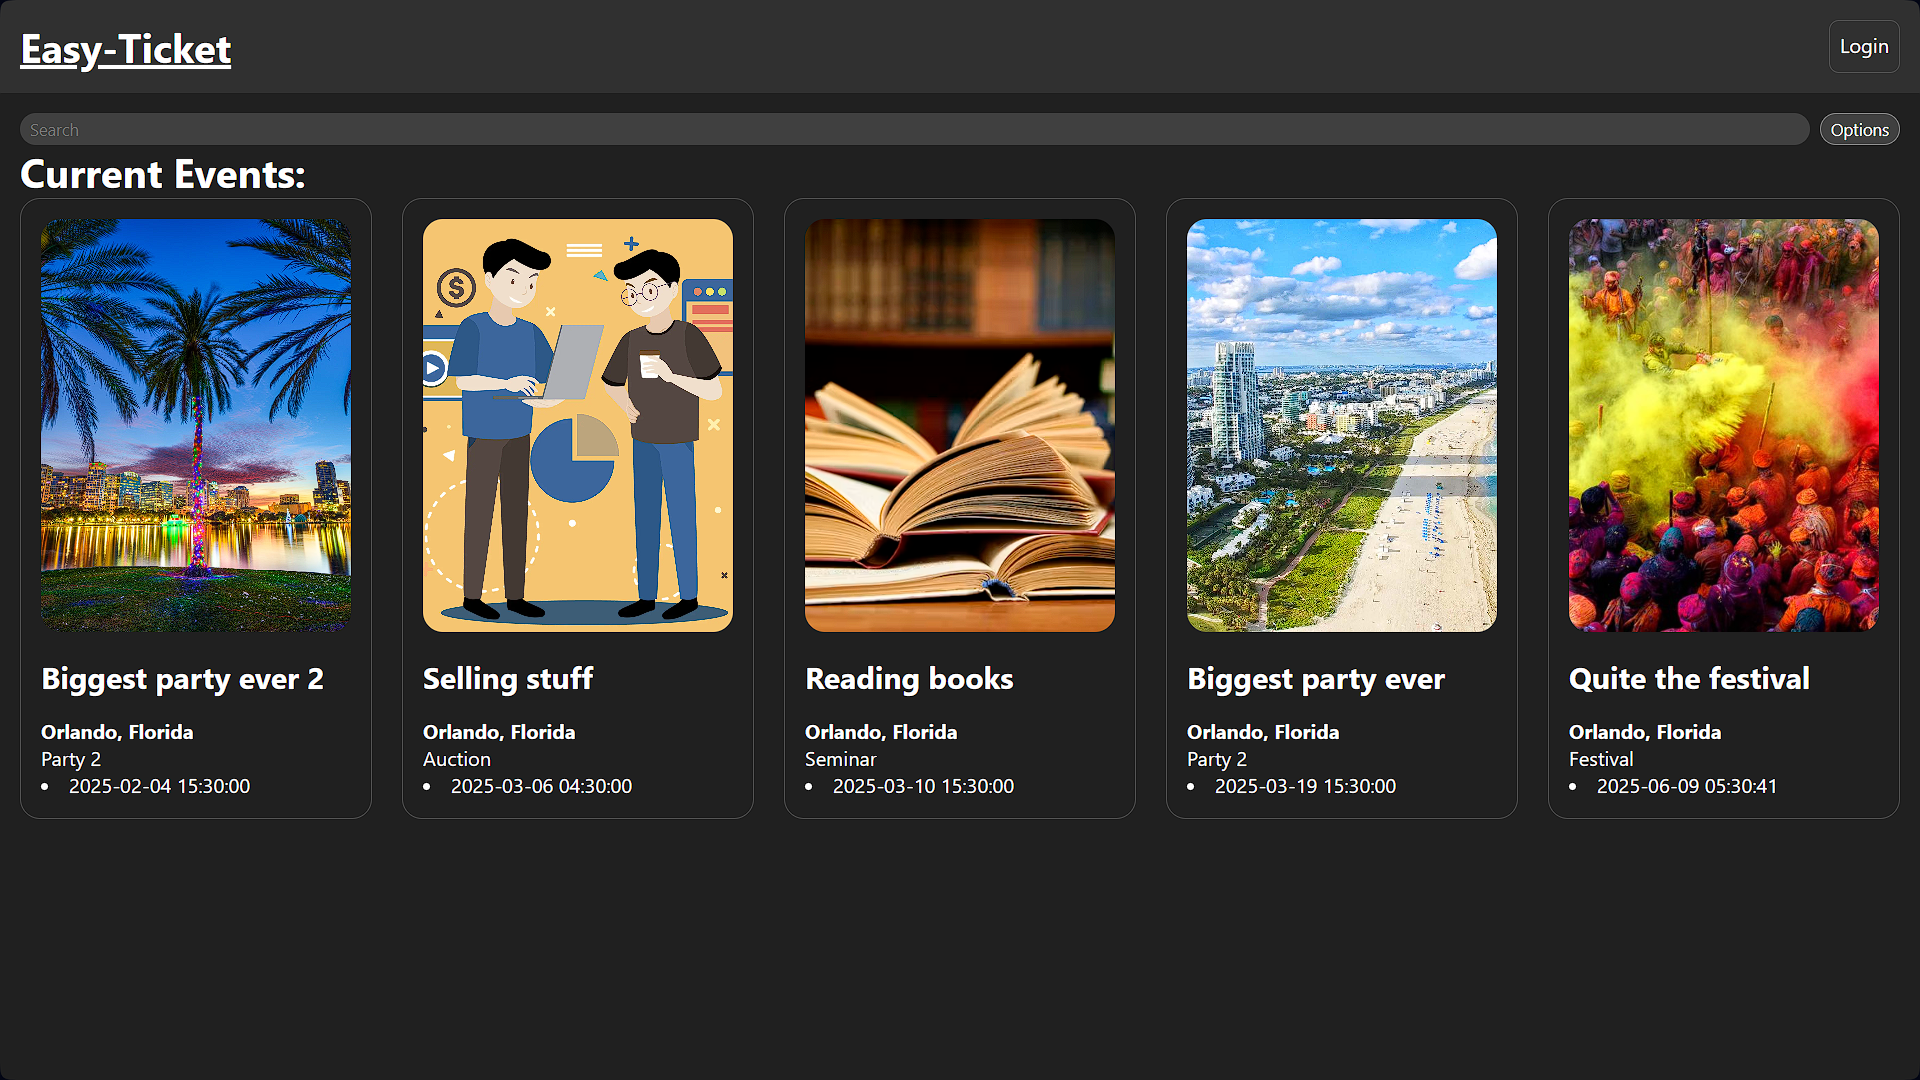 Easy-Ticket
Login
Search
Options
Current Events:
$
Biggest party ever 2
Orlando, Florida
Party 2
• 2025-02-04 15:30:00
Selling stuff
Orlando, Florida
Auction
• 2025-03-06 04:30:00
Reading books
Orlando, Florida
Seminar
• 2025-03-10 15:30:00
Biggest party ever
Orlando, Florida
Party 2
• 2025-03-19 15:30:00
Quite the festival
Orlando, Florida
Festival
• 2025-06-09 05:30:41